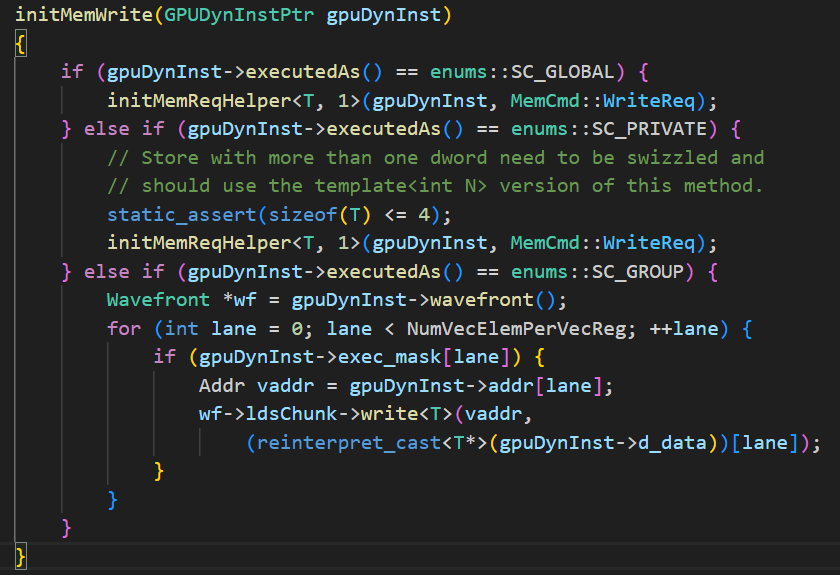 initMemWrite(GPUDynInstPtr gpuDynInst)
{
    if (gpuDynInst->executedAs() == enums::SC_GLOBAL) {
        initMemReqHelper<T, 1>(gpuDynInst, MemCmd::WriteReq);
    } else if (gpuDynInst->executedAs() == enums::SC_PRIVATE) {
        // Store with more than one dword need to be swizzled and
        // should use the template<int N> version of this method.
        static_assert(sizeof(T) <= 4);
        initMemReqHelper<T, 1>(gpuDynInst, MemCmd::WriteReq);
    } else if (gpuDynInst->executedAs() == enums::SC_GROUP) {
        Wavefront *wf = gpuDynInst->wavefront();
        for (int lane = 0; lane < NumVecElemPerVecReg; ++lane) {
            if (gpuDynInst->exec_mask[lane]) {
                Addr vaddr = gpuDynInst->addr[lane];
                wf->ldsChunk->write<T>(vaddr,
                    (reinterpret_cast<T*>(gpuDynInst->d_data))[lane]);
            }
        }
    }
}